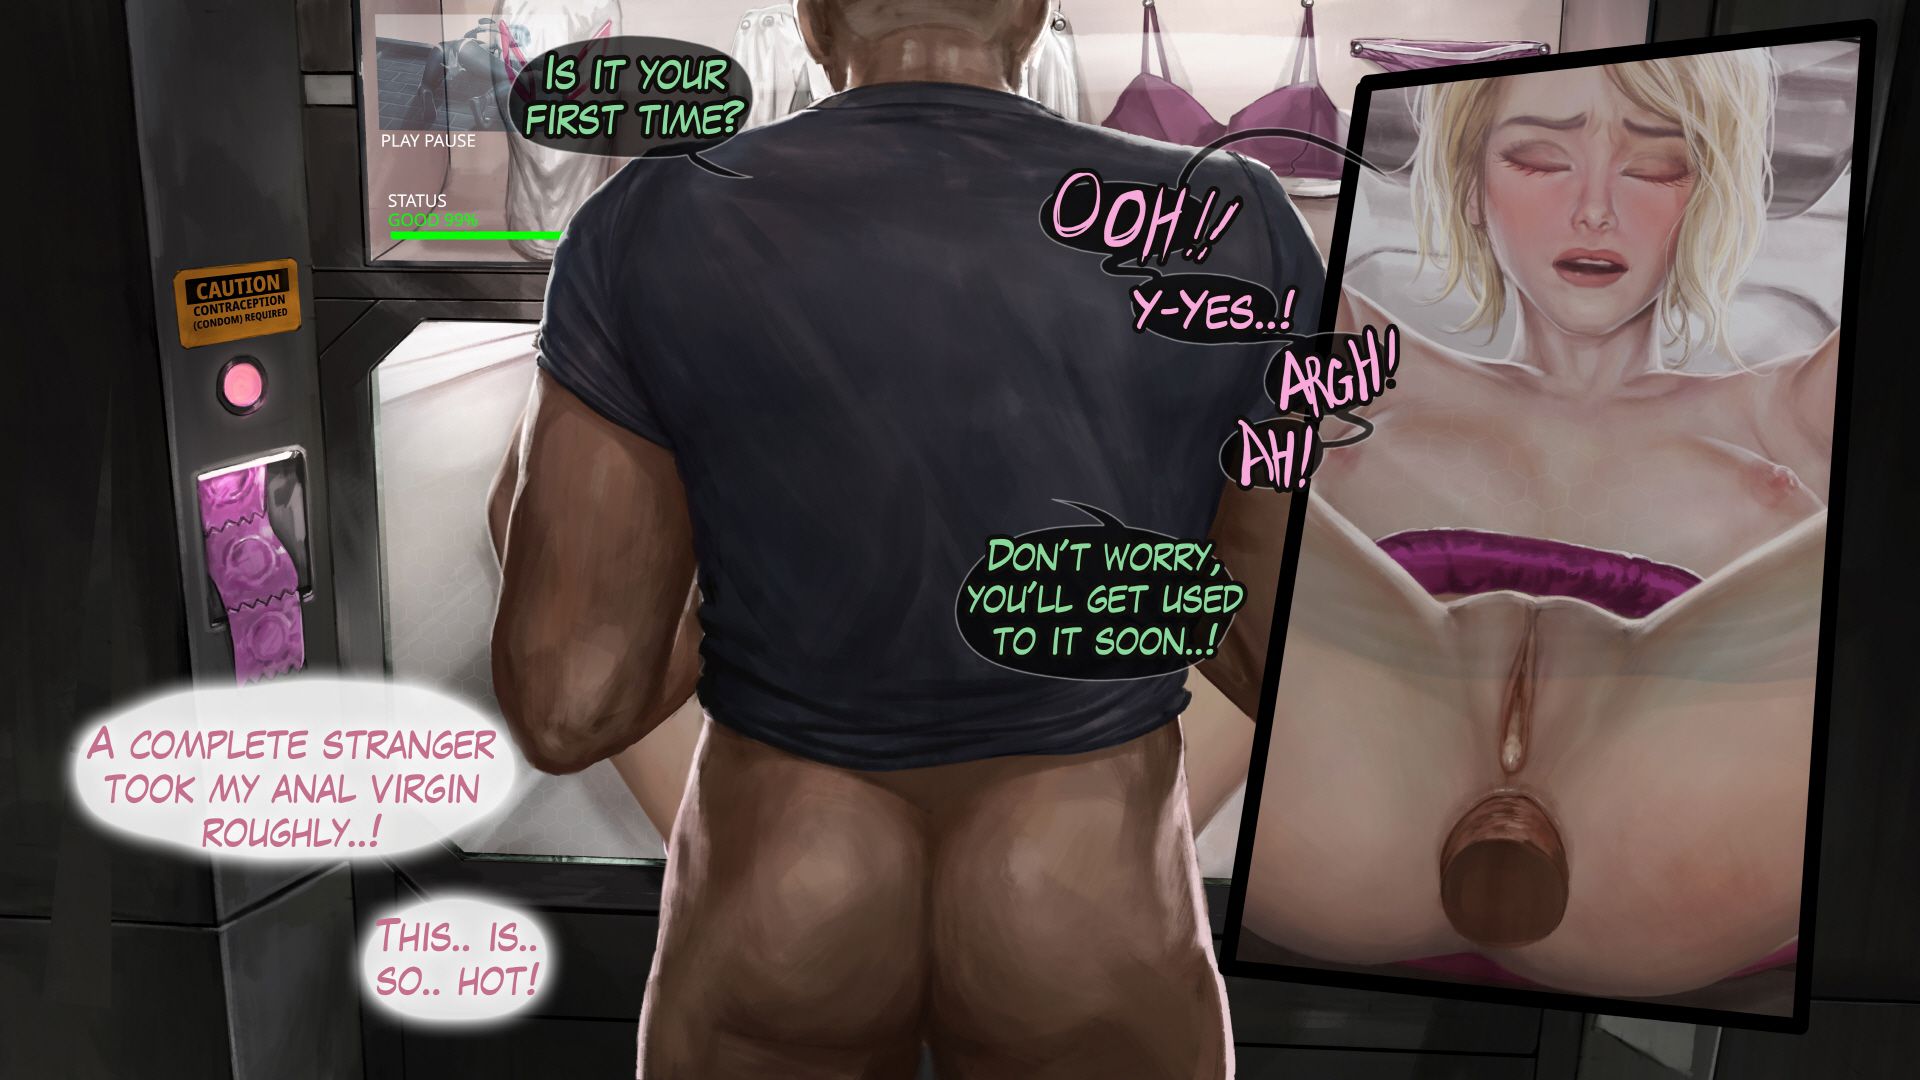 IS IT YOUR
FIRST TIME?
PLAY PAUSE
STATUS
GOOD 99%
CAUTION
CONTRACEPTION
(CONDOM) REQUIRED
OOH!!
Y-YES..!
ARGH!
AH!
DON'T WORRY,
YOU'LL GET USED
TO IT SOON..!
A COMPLETE STRANGER
TOOK MY ANAL VIRGIN
ROUGHLY..!
THIS.. IS..
SO.. HOT!